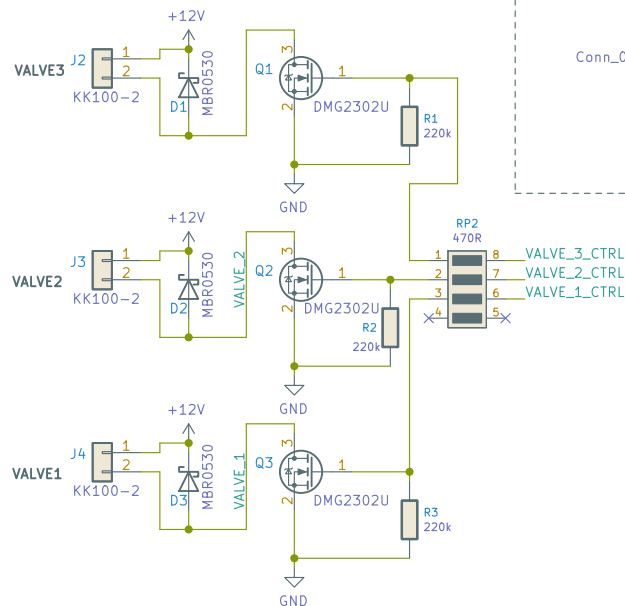 +12V
J2
1
2
VALVE3
KK100-2
D1
MBR0530
Q1
3
1
2
DMG2302U
R1
220k
GND
Conn_0
+12V
J3
1
2
VALVE2
KK100-2
D2
MBR0530
VALVE_2
Q2
3
1
2
DMG2302U
R2
220k
GND
RP2
470R
1 8 VALVE_3_CTRL
2 7 VALVE_2_CTRL
3 6 VALVE_1_CTRL
4 5
+12V
J4
1
2
VALVE1
KK100-2
D3
MBR0530
VALVE_1
Q3
3
1
2
DMG2302U
R3
220k
GND